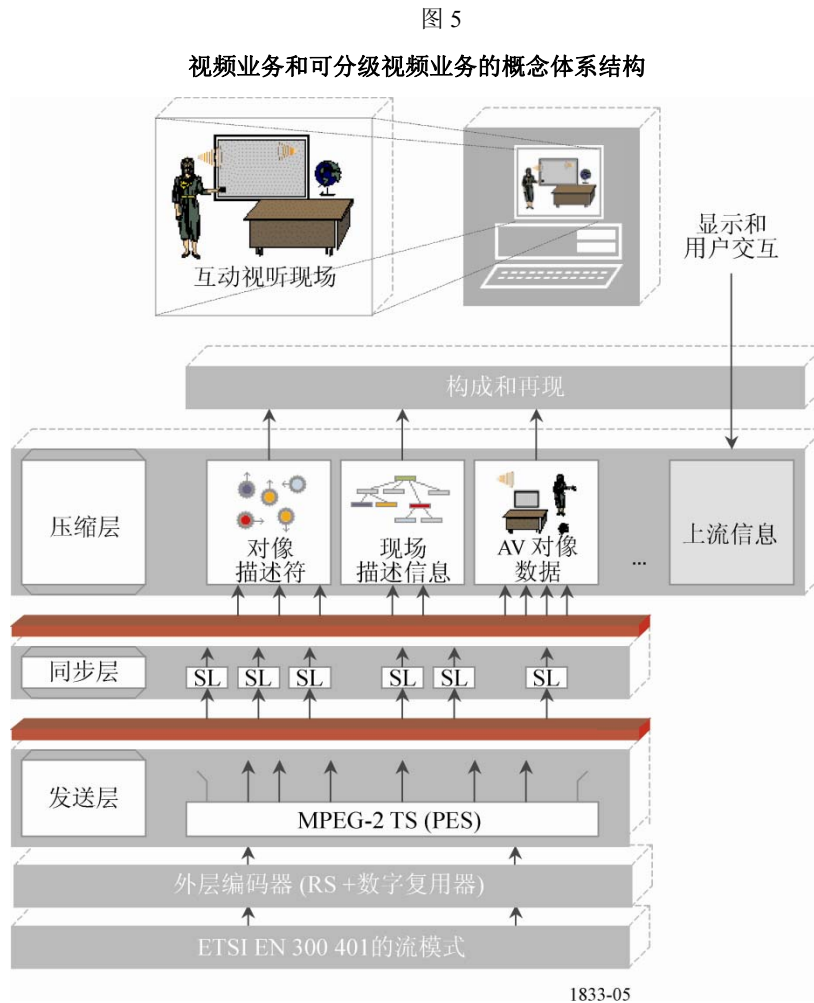 图 5
视频业务和可分级视频业务的概念体系结构
互动视听现场
显示和
用户交互
构成和再现
压缩层
对像
描述符
现场
描述信息
AV 对像
数据
...
上流信息
同步层
SL
SL
SL
SL
SL
SL
发送层
MPEG-2 TS (PES)
外层编码器 (RS +数字复用器)
ETSI EN 300 401的流模式
1833-05